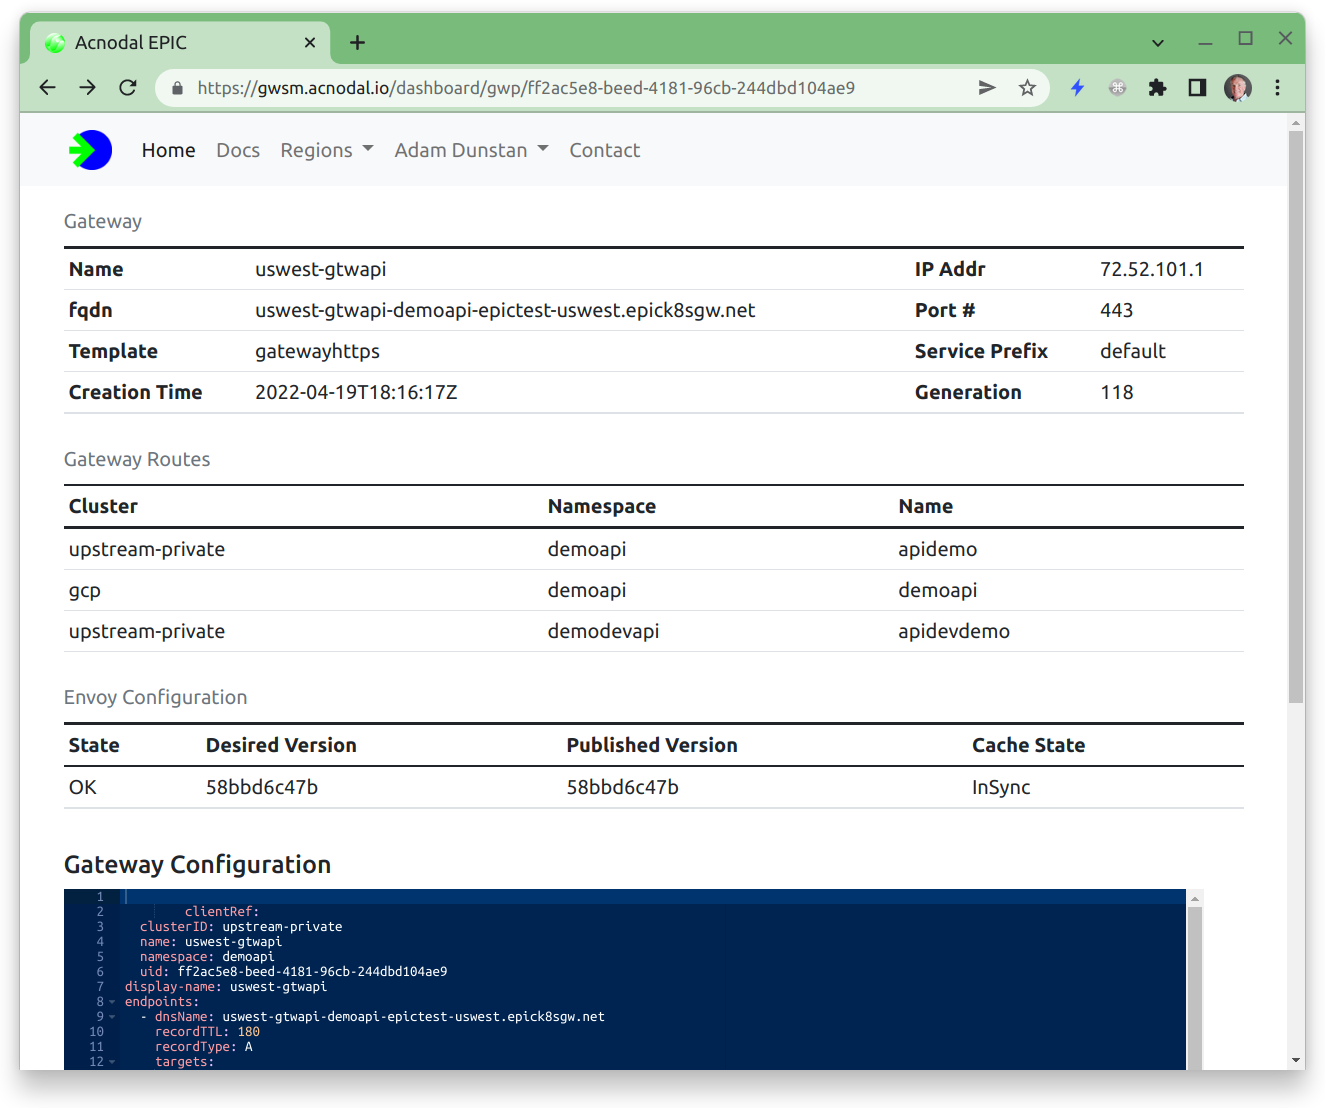 Acnodal EPIC
https://gwsm.acnodal.io/dashboard/gwp/ff2ac5e8-beed-4181-96cb-244dbd104ae9
Home Docs Regions Adam Dunstan Contact
Gateway
Name uswest-gtwapi IP Addr 72.52.101.1
fqdn uswest-gtwapi-demoapi-epictest-uswest.epick8sgw.net Port # 443
Template gatewayhttps Service Prefix default
Creation Time 2022-04-19T18:16:17Z Generation 118
Gateway Routes
Cluster Namespace Name
upstream-private demoapi apidemo
gcp demoapi demoapi
upstream-private demodevapi apidevdemo
Envoy Configuration
State Desired Version Published Version Cache State
OK 58bbd6c47b 58bbd6c47b InSync
Gateway Configuration
1
2 clientRef:
3 clusterID: upstream-private
4 name: uswest-gtwapi
5 namespace: demoapi
6 uid: ff2ac5e8-beed-4181-96cb-244dbd104ae9
7 display-name: uswest-gtwapi
8 endpoints:
9 - dnsName: uswest-gtwapi-demoapi-epictest-uswest.epick8sgw.net
10 recordTTL: 180
11 recordType: A
12 targets: